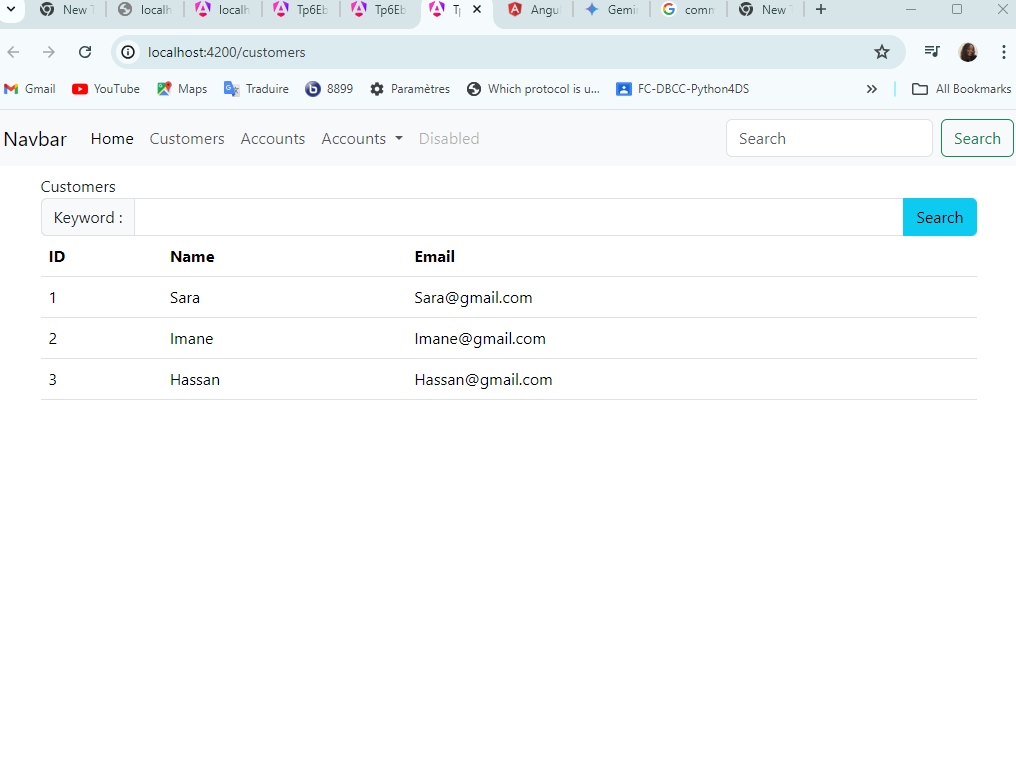 New T localh localh Tp6Eb Tp6Eb Tp Angu Gemi comm New T
localhost:4200/customers
Gmail YouTube Maps Traduire 8899 Paramètres Which protocol is u... FC-DBCC-Python4DS All Bookmarks
Navbar Home Customers Accounts Accounts Disabled Search Search
Customers
Keyword : Search
ID Name Email
1 Sara Sara@gmail.com
2 Imane Imane@gmail.com
3 Hassan Hassan@gmail.com